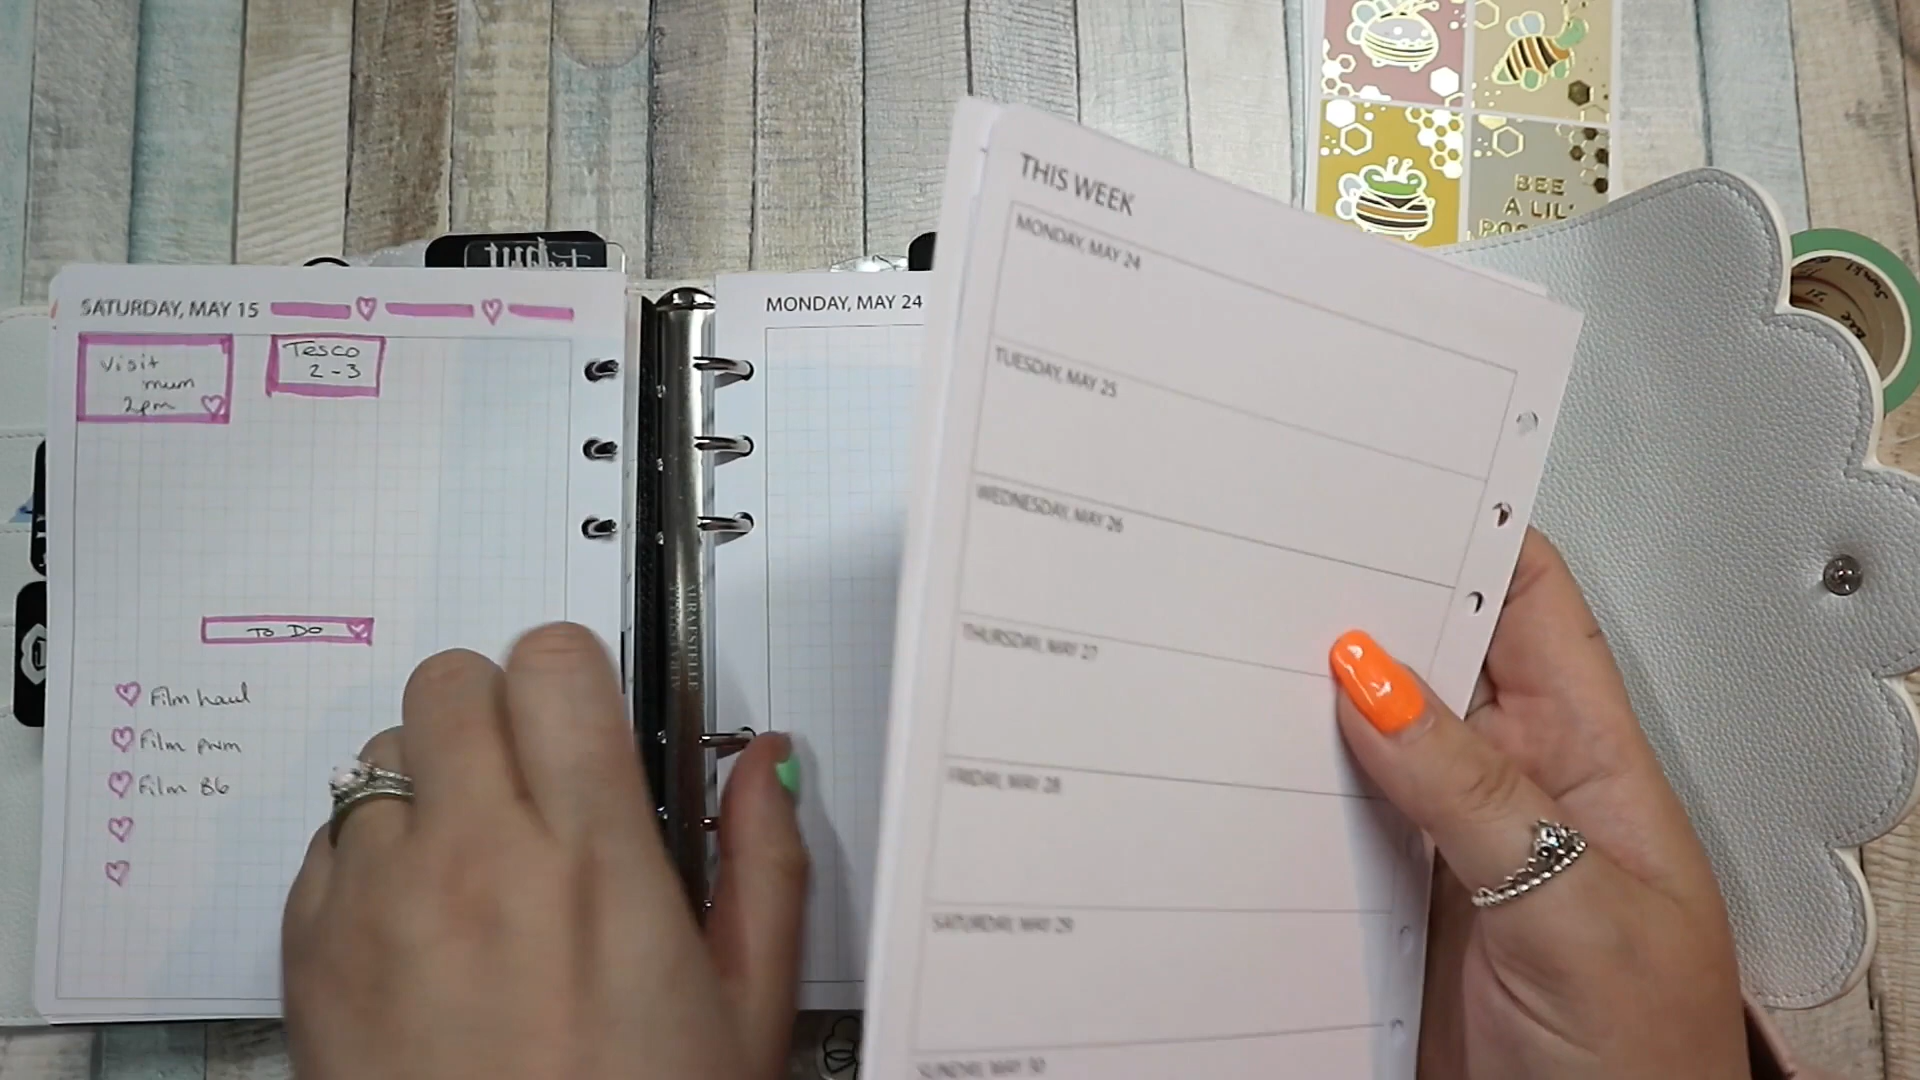 SATURDAY, MAY 15
Visit
mum
2pm
Tesco
2-3
TO DO
Film haul
Film pwm
Film B6
MONDAY, MAY 24
THIS WEEK
MONDAY, MAY 24
TUESDAY, MAY 25
WEDNESDAY, MAY 26
THURSDAY, MAY 27
FRIDAY, MAY 28
SATURDAY, MAY 29
SUNDAY, MAY 30
BEE
A LIL'